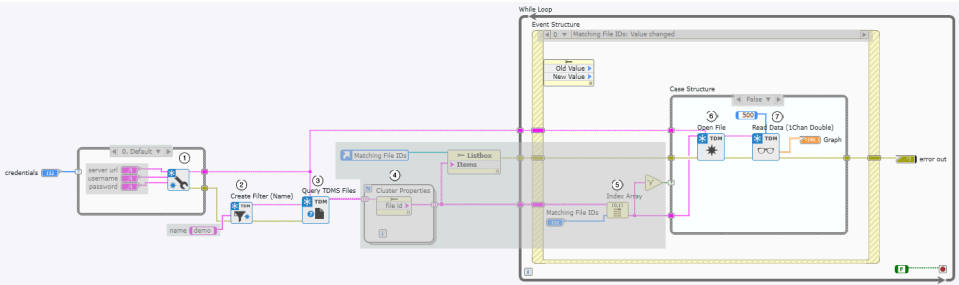 While Loop
Event Structure
0 Matching File IDs: Value changed
Old Value
New Value
Case Structure
False
0. Default
1
server url
username
password
credentials
2
Create Filter (Name)
TDM
name demo
3
Query TDMS Files
TDM
Matching File IDs
Listbox
Items
4
N
Cluster Properties
file id
i
5
Index Array
Matching File IDs
6
Open File
TDM
500
7
Read Data (1Chan Double)
TDM
Graph
error out
i
F